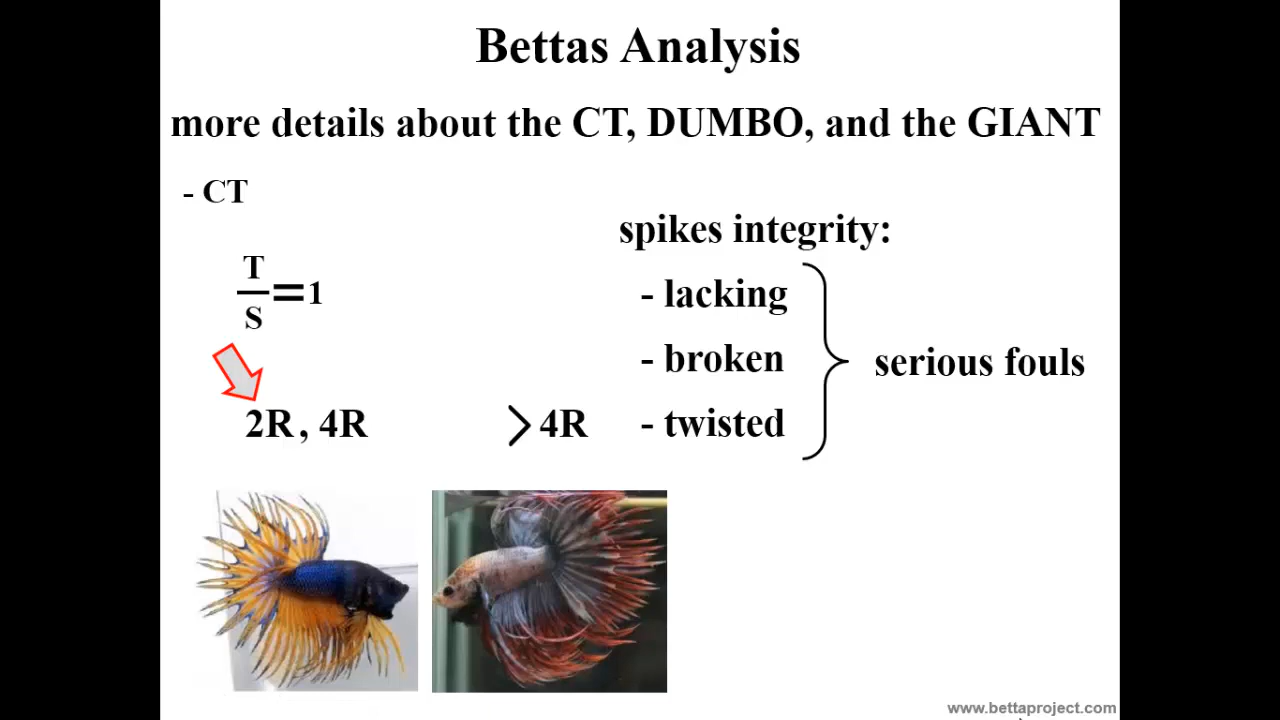 Bettas Analysis
more details about the CT, DUMBO, and the GIANT
- CT
T
S
=1
2R, 4R
> 4R
spikes integrity:
- lacking
- broken
- twisted
serious fouls
www.bettaproject.com